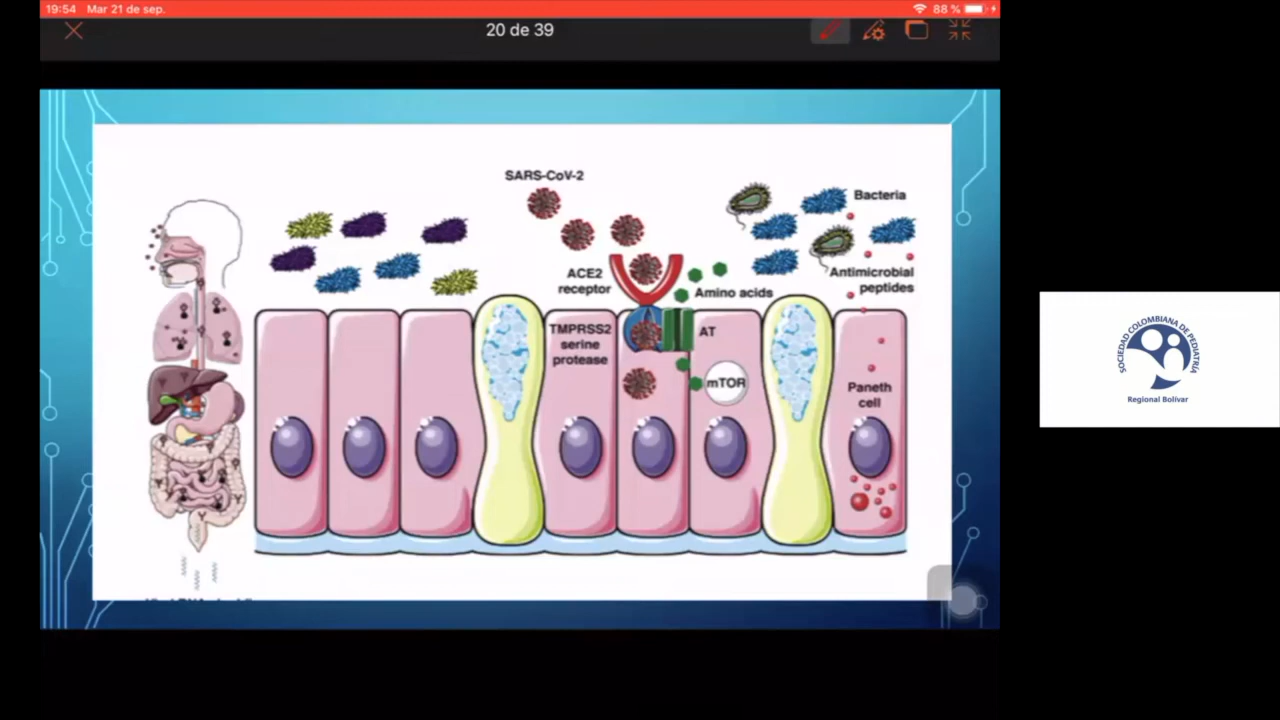 19:54 Mar 21 de sep.
88 %
20 de 39
SARS-CoV-2
Bacteria
ACE2
receptor
Amino acids
Antimicrobial
peptides
TMPRSS2
serine
protease
AT
mTOR
Paneth
cell
SOCIEDAD COLOMBIANA DE PEDIATRÍA
Regional Bolívar